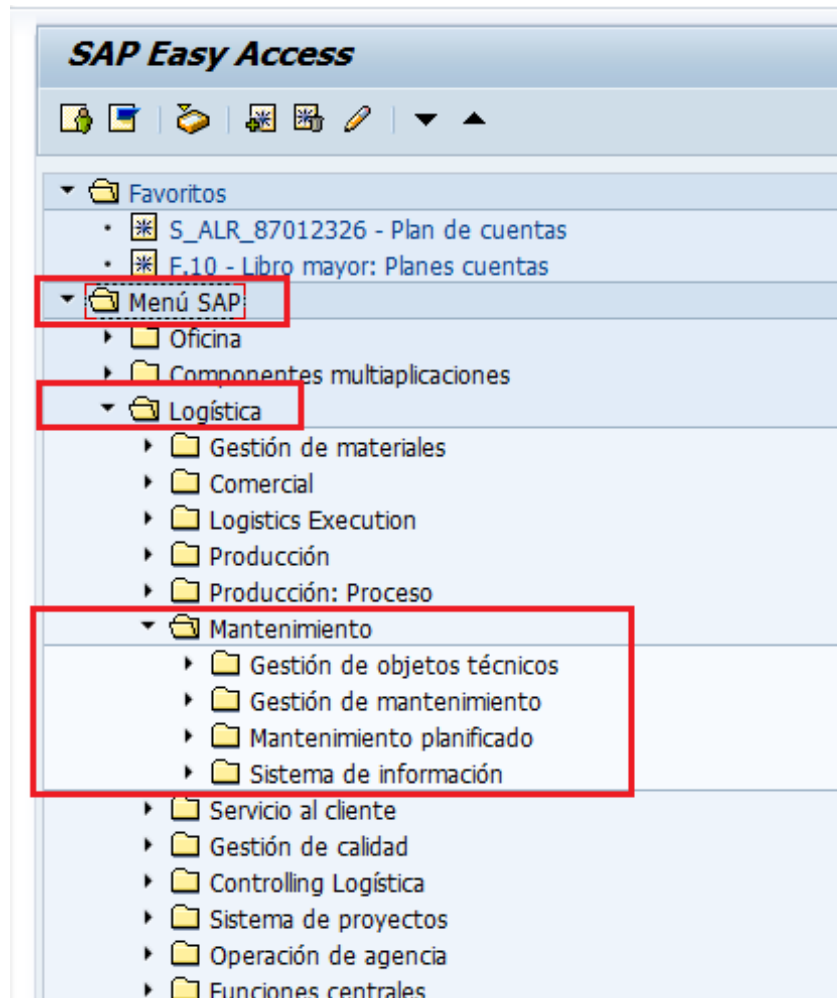 SAP Easy Access
Favoritos
S_ALR_87012326 - Plan de cuentas
F.10 - Libro mayor: Planes cuentas
Menú SAP
Oficina
Componentes multiaplicaciones
Logística
Gestión de materiales
Comercial
Logistics Execution
Producción
Producción: Proceso
Mantenimiento
Gestión de objetos técnicos
Gestión de mantenimiento
Mantenimiento planificado
Sistema de información
Servicio al cliente
Gestión de calidad
Controlling Logística
Sistema de proyectos
Operación de agencia
Funciones centrales